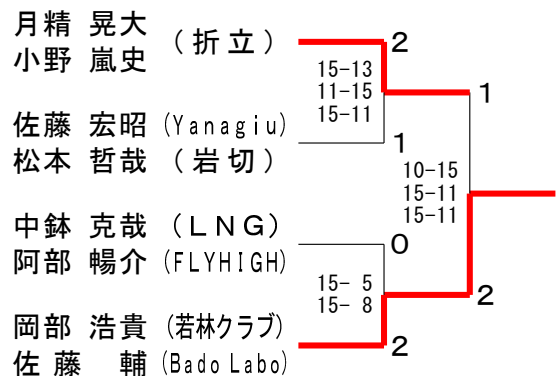 月精 晃大
小野 嵐史
(折立)
2
15-13
11-15
15-11
1
佐藤 宏昭 (Yanagiu)
松本 哲哉 (岩切)
1
10-15
15-11
15-11
中鉢 克哉 (LNG)
阿部 暢介 (FLYHIGH)
0
15- 5
15- 8
2
岡部 浩貴 (若林クラブ)
佐藤 輔 (Bado Labo)
2